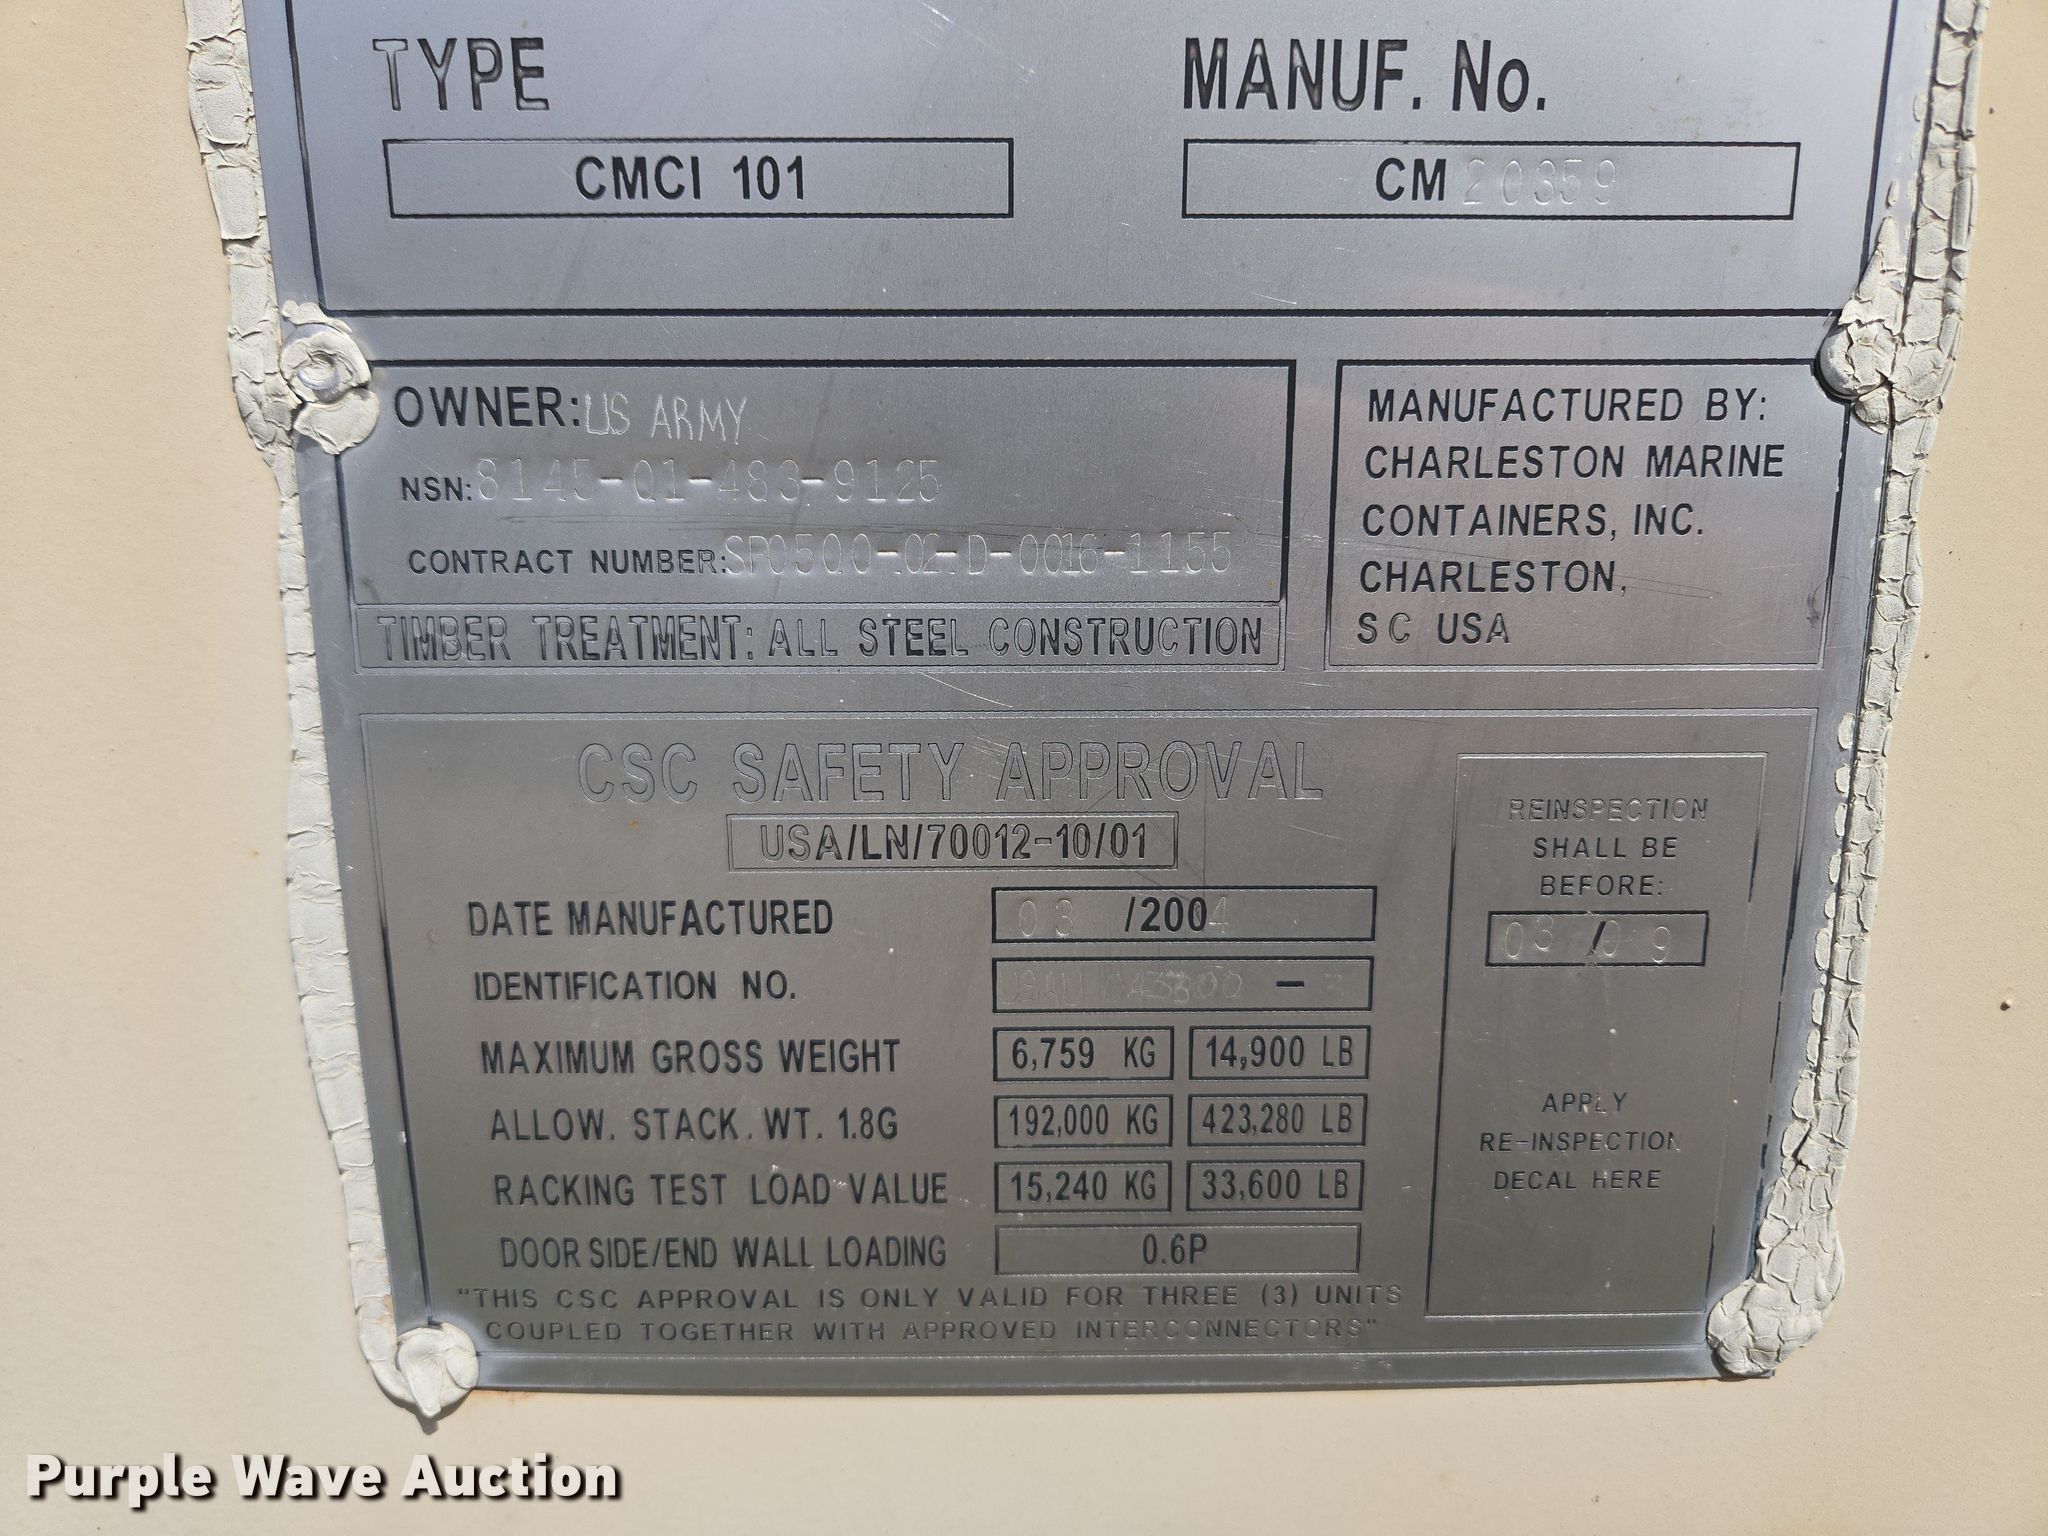 TYPE
CMCI 101
MANUF. No.
CM 20359
OWNER: US ARMY
NSN: 8145-01-483-9125
CONTRACT NUMBER: SP0500-02-D-0016-1155
TIMBER TREATMENT: ALL STEEL CONSTRUCTION
MANUFACTURED BY:
CHARLESTON MARINE
CONTAINERS, INC.
CHARLESTON,
SC USA
CSC SAFETY APPROVAL
USA/LN/70012-10/01
DATE MANUFACTURED 03 /2004
IDENTIFICATION NO.
MAXIMUM GROSS WEIGHT 6,759 KG 14,900 LB
ALLOW. STACK. WT. 1.8G 192,000 KG 423,280 LB
RACKING TEST LOAD VALUE 15,240 KG 33,600 LB
DOOR SIDE/END WALL LOADING 0.6P
"THIS CSC APPROVAL IS ONLY VALID FOR THREE (3) UNITS
COUPLED TOGETHER WITH APPROVED INTERCONNECTORS"
REINSPECTION
SHALL BE
BEFORE:
03 /09
APPLY
RE-INSPECTION
DECAL HERE
Purple Wave Auction